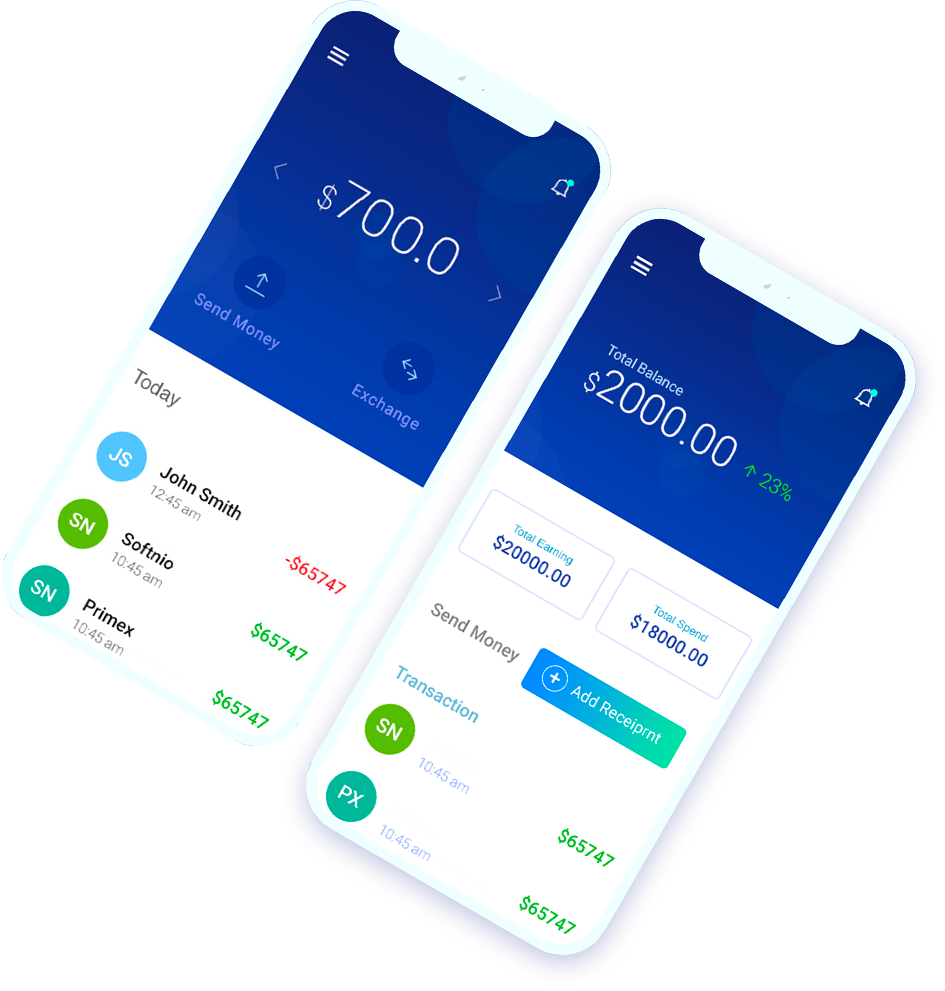 $700.0
Send Money
Exchange
Today
JS
John Smith
12:45 am
-$65747
SN
Softnio
10:45 am
$65747
SN
Primex
10:45 am
$65747
Total Balance
$2000.00
23%
Total Earning
$20000.00
Total Spend
$18000.00
Send Money
Add Receiprnt
Transaction
SN
10:45 am
$65747
PX
10:45 am
$65747